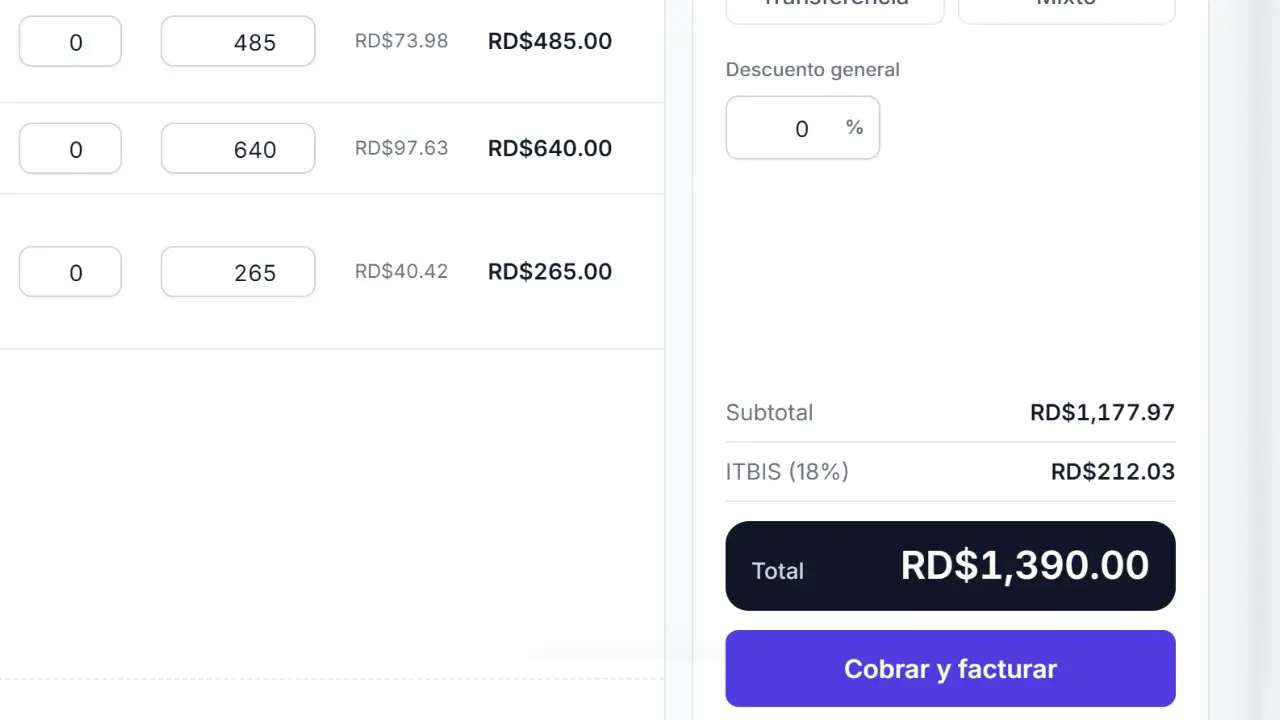 0 485 RD$73.98 RD$485.00
0 640 RD$97.63 RD$640.00
0 265 RD$40.42 RD$265.00
Transferencia Mixto
Descuento general
0 %
Subtotal RD$1,177.97
ITBIS (18%) RD$212.03
Total RD$1,390.00
Cobrar y facturar